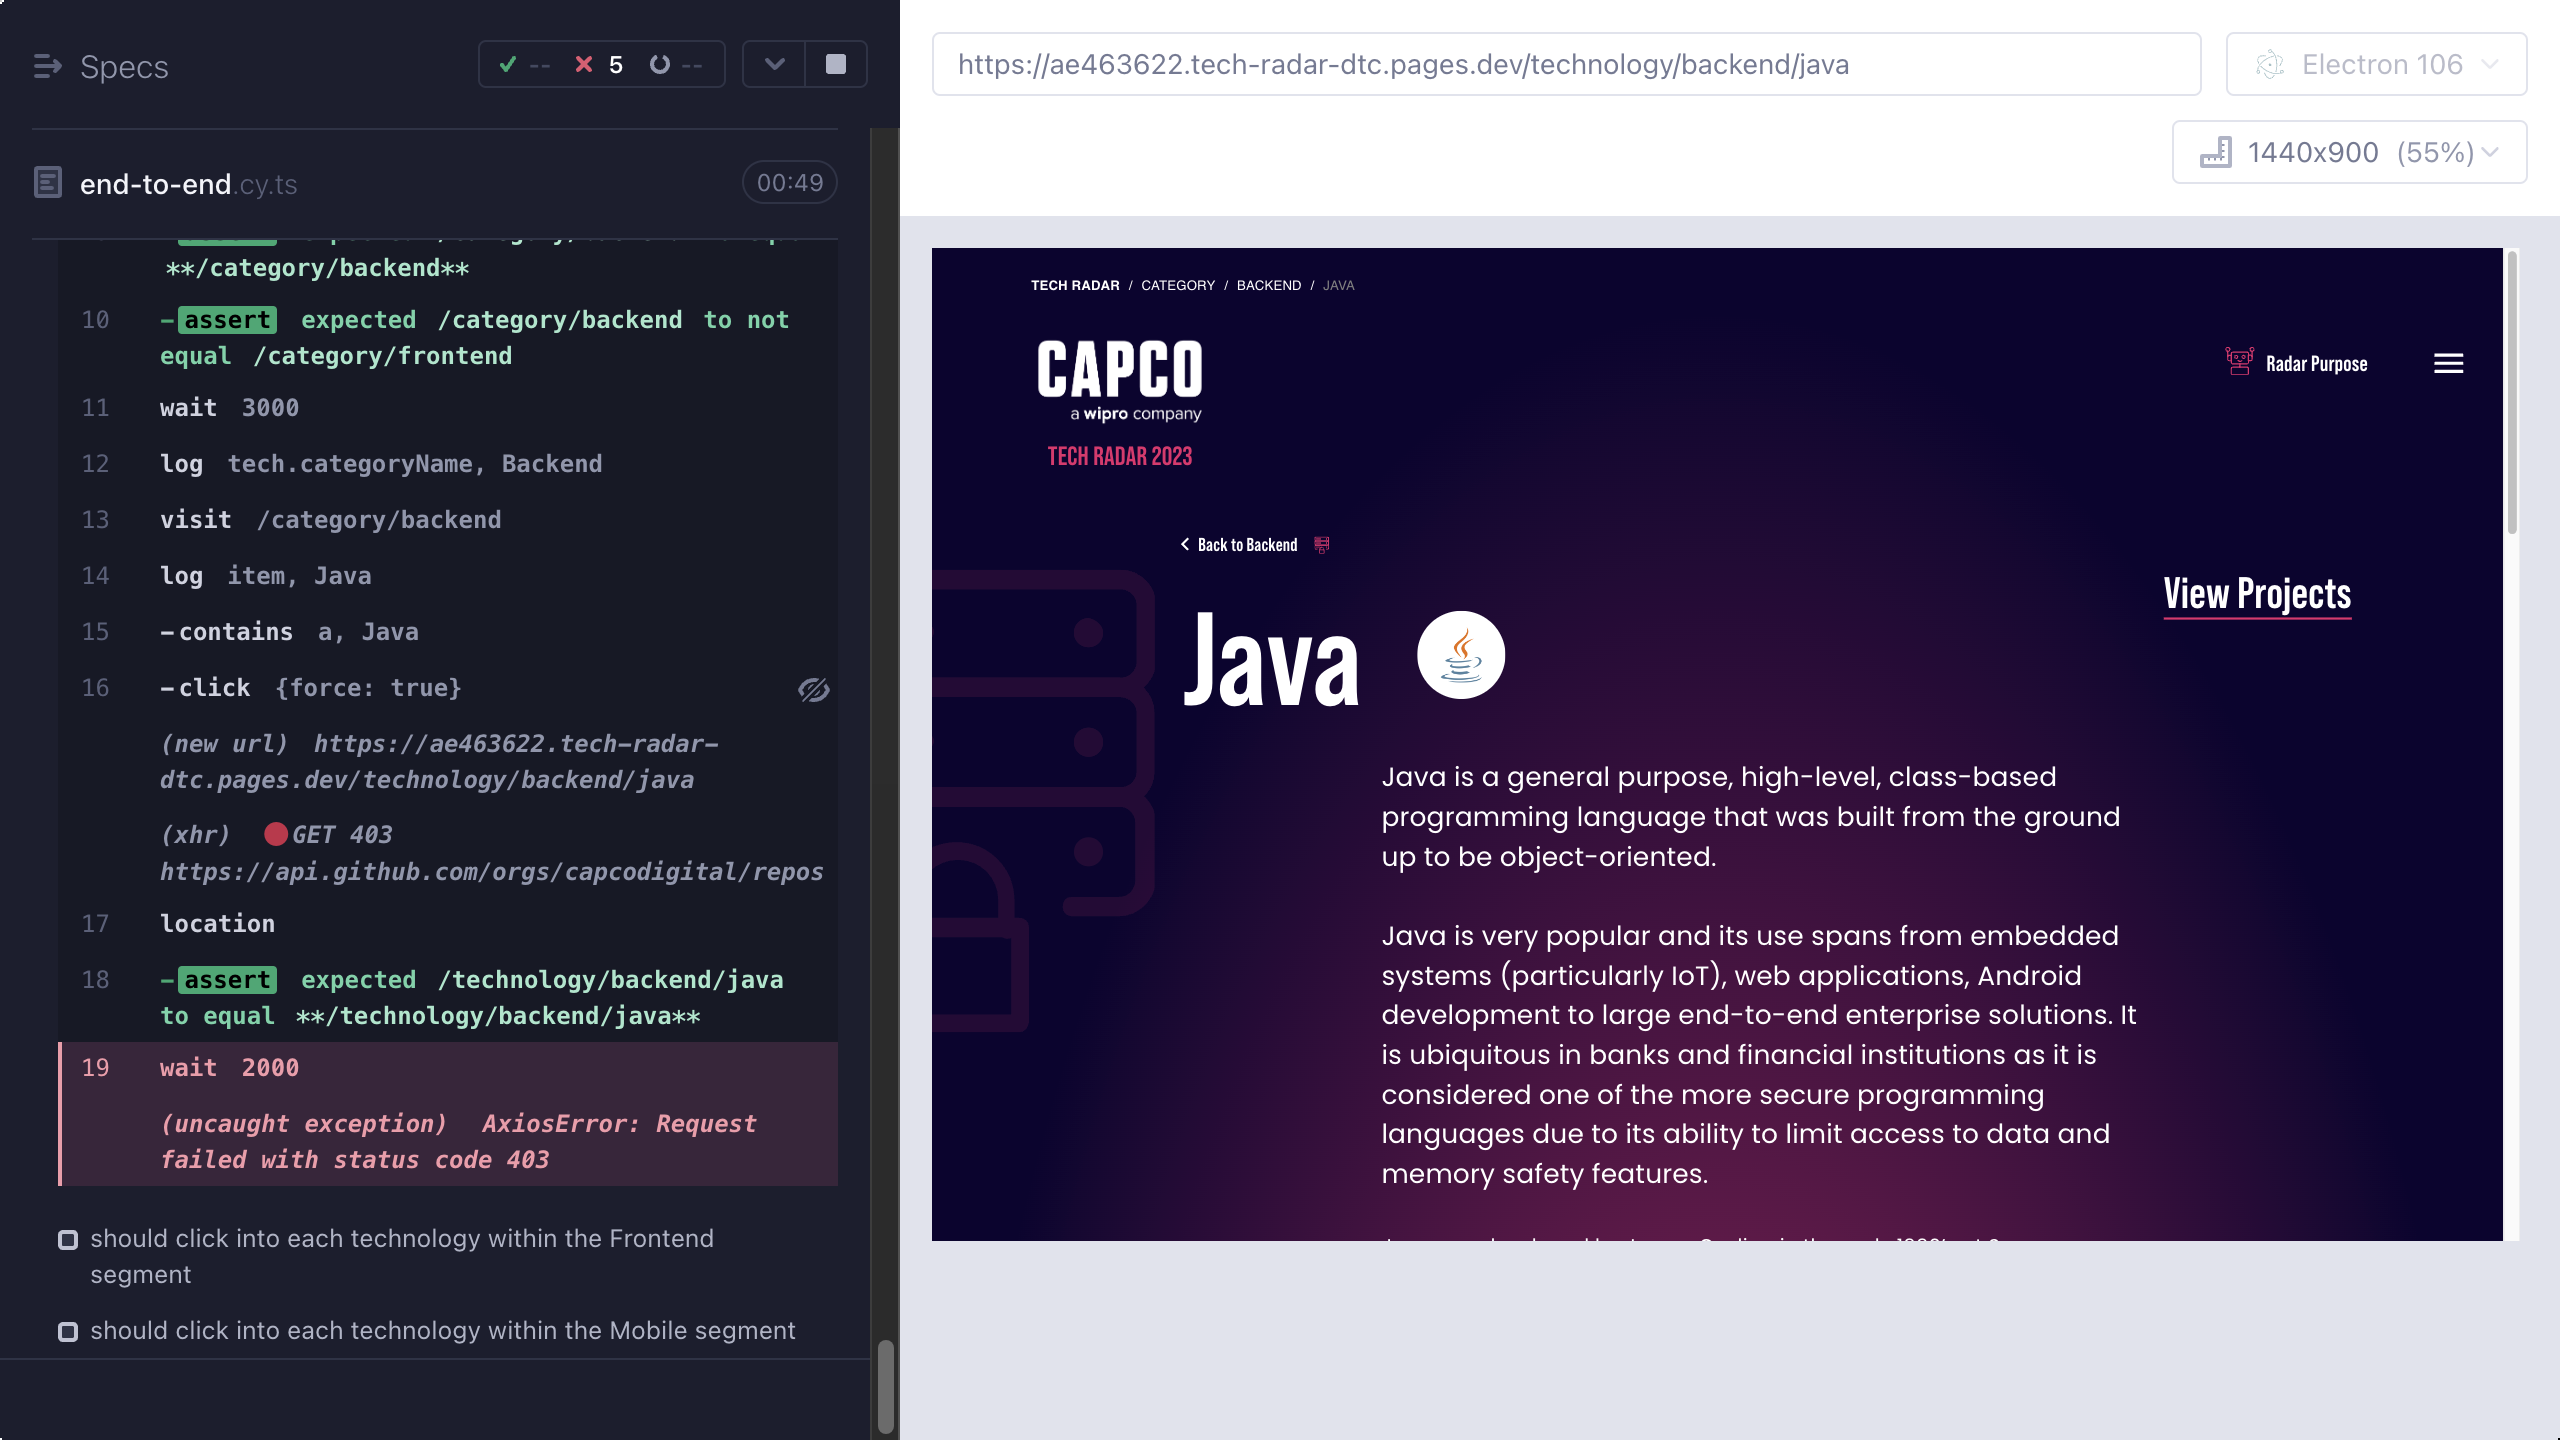 Specs
-- 5 --
end-to-end.cy.ts
00:49
**/category/backend**
10 -assert expected /category/backend to not
equal /category/frontend
11 wait 3000
12 log tech.categoryName, Backend
13 visit /category/backend
14 log item, Java
15 -contains a, Java
16 -click {force: true}
(new url) https://ae463622.tech-radar-
dtc.pages.dev/technology/backend/java
(xhr) GET 403
https://api.github.com/orgs/capcodigital/repos
17 location
18 -assert expected /technology/backend/java
to equal **/technology/backend/java**
19 wait 2000
(uncaught exception) AxiosError: Request
failed with status code 403
should click into each technology within the Frontend
segment
should click into each technology within the Mobile segment
https://ae463622.tech-radar-dtc.pages.dev/technology/backend/java
Electron 106
1440x900 (55%)
TECH RADAR / CATEGORY / BACKEND / JAVA
CAPCO
a wipro company
TECH RADAR 2023
Radar Purpose
Back to Backend
View Projects
Java
Java is a general purpose, high-level, class-based
programming language that was built from the ground
up to be object-oriented.
Java is very popular and its use spans from embedded
systems (particularly IoT), web applications, Android
development to large end-to-end enterprise solutions. It
is ubiquitous in banks and financial institutions as it is
considered one of the more secure programming
languages due to its ability to limit access to data and
memory safety features.